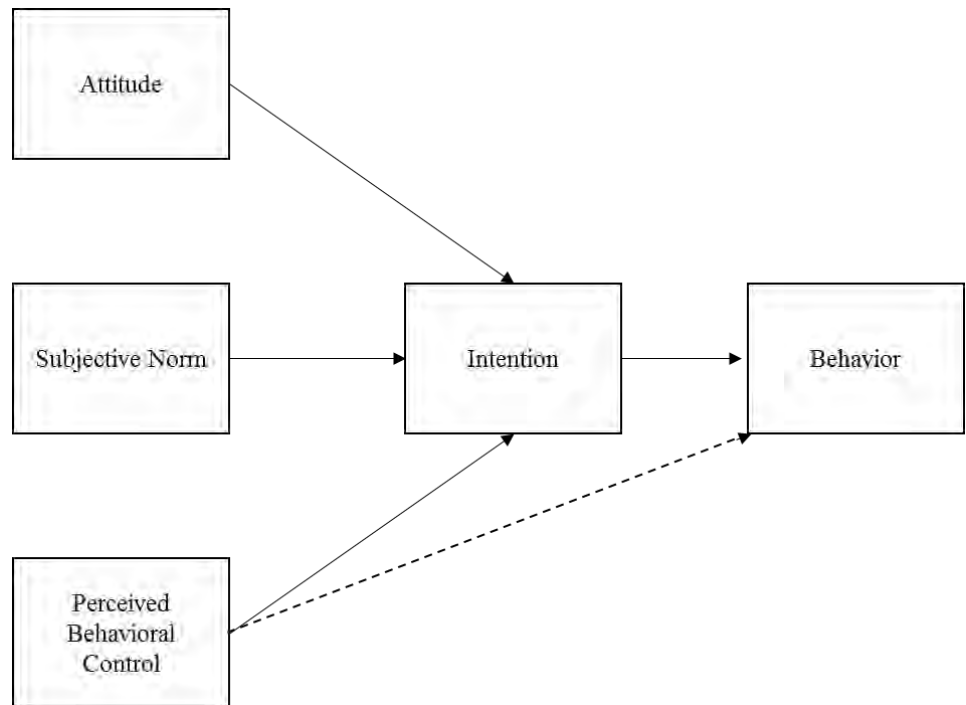 Attitude
Subjective Norm
Intention
Behavior
Perceived
Behavioral
Control